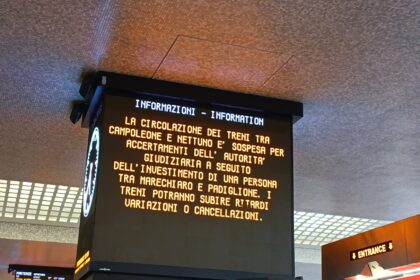 INFORMAZIONI - INFORMATION
LA CIRCOLAZIONE DEI TRENI TRA
CAMPOLEONE E NETTUNO E' SOSPESA PER
ACCERTAMENTI DELL' AUTORITA'
GIUDIZIARIA A SEGUITO
DELL'INVESTIMENTO DI UNA PERSONA
TRA MARECHIARO E PADIGLIONE. I
TRENI POTRANNO SUBIRE RITARDI
VARIAZIONI O CANCELLAZIONI.
ENTRANCE